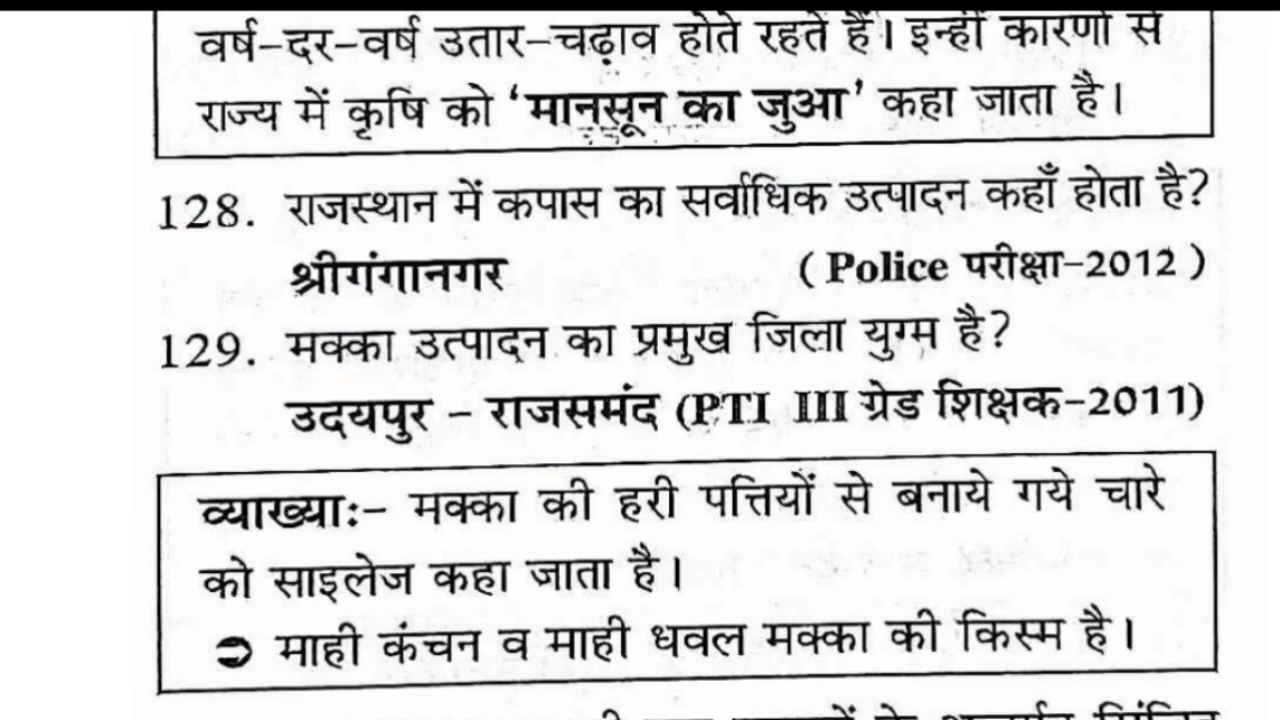 वर्ष-दर-वर्ष उतार-चढ़ाव होते रहते हैं। इन्हीं कारणों से
राज्य में कृषि को ‘मानसून का जुआ’ कहा जाता है।
128. राजस्थान में कपास का सर्वाधिक उत्पादन कहाँ होता है?
श्रीगंगानगर ( Police परीक्षा-2012 )
129. मक्का उत्पादन का प्रमुख जिला युग्म है?
उदयपुर - राजसमंद (PTI III ग्रेड शिक्षक-2011)
व्याख्याः- मक्का की हरी पत्तियों से बनाये गये चारे
को साइलेज कहा जाता है।
➲ माही कंचन व माही धवल मक्का की किस्म है।